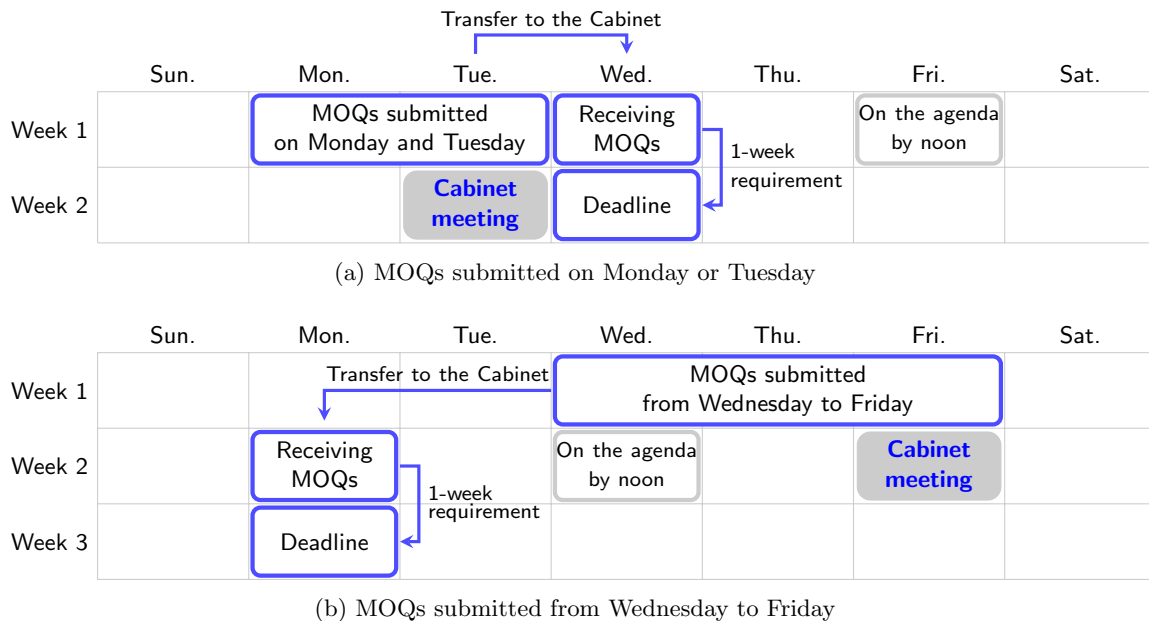 Transfer to the Cabinet
Sun. Mon. Tue. Wed. Thu. Fri. Sat.
Week 1
MOQs submitted
on Monday and Tuesday
Receiving
MOQs
On the agenda
by noon
1-week
requirement
Week 2
Cabinet
meeting
Deadline
(a) MOQs submitted on Monday or Tuesday
Sun. Mon. Tue. Wed. Thu. Fri. Sat.
Week 1
Transfer to the Cabinet
MOQs submitted
from Wednesday to Friday
Week 2
Receiving
MOQs
On the agenda
by noon
Cabinet
meeting
1-week
requirement
Week 3
Deadline
(b) MOQs submitted from Wednesday to Friday